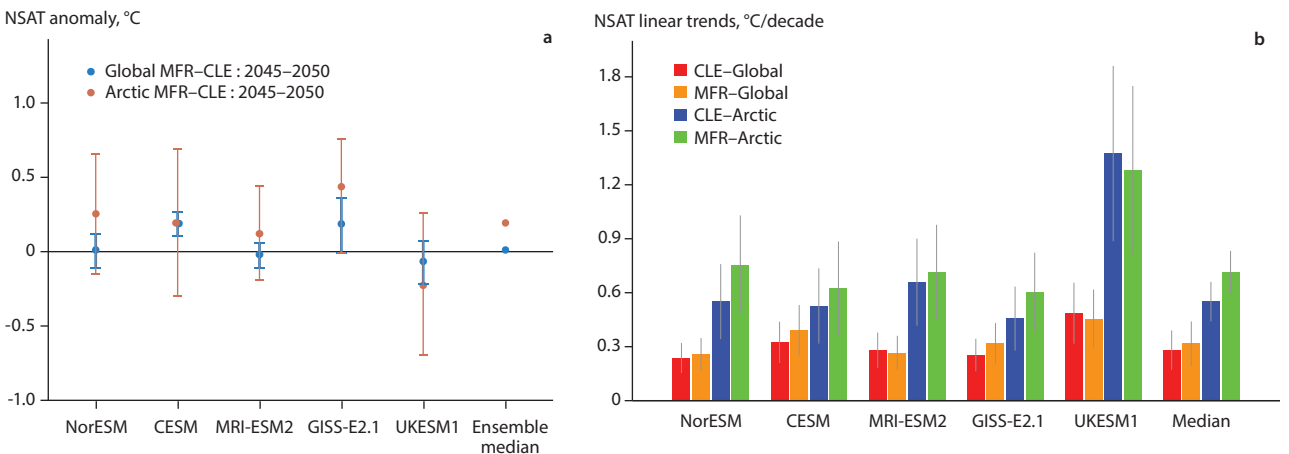 NSAT anomaly, °C
a
Global MFR–CLE : 2045–2050
Arctic MFR–CLE : 2045–2050
1.0
0.5
0
-0.5
-1.0
NorESM CESM MRI-ESM2 GISS-E2.1 UKESM1 Ensemble
median
NSAT linear trends, °C/decade
b
CLE–Global
MFR–Global
CLE–Arctic
MFR–Arctic
1.8
1.5
1.2
0.9
0.6
0.3
0
NorESM CESM MRI-ESM2 GISS-E2.1 UKESM1 Median